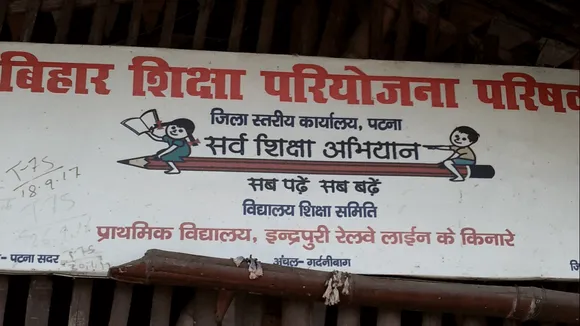 बिहार शिक्षा परियोजना परिषद
जिला स्तरीय कार्यालय, पटना
सर्व शिक्षा अभियान
सब पढ़ें सब बढ़ें
विद्यालय शिक्षा समिति
प्राथमिक विद्यालय, इन्द्रपुरी रेलवे लाईन के किनारे
- पटना सदर
अंचल- गर्दनीबाग
T-75
18.9.17